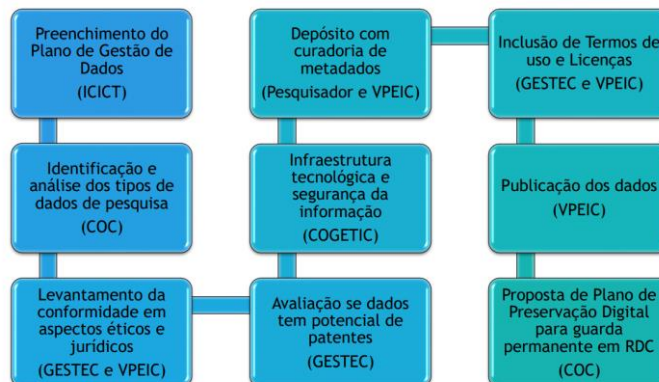 Preenchimento do
Plano de Gestão de
Dados
(ICICT)
Identificação e
análise dos tipos de
dados de pesquisa
(COC)
Levantamento da
conformidade em
aspectos éticos e
jurídicos
(GESTEC e VPEIC)
Avaliação se dados
tem potencial de
patentes
(GESTEC)
Infraestrutura
tecnológica e
segurança da
informação
(COGETIC)
Depósito com
curadoria de
metadados
(Pesquisador e VPEIC)
Inclusão de Termos de
uso e Licenças
(GESTEC e VPEIC)
Publicação dos dados
(VPEIC)
Proposta de Plano de
Preservação Digital
para guarda
permanente em RDC
(COC)